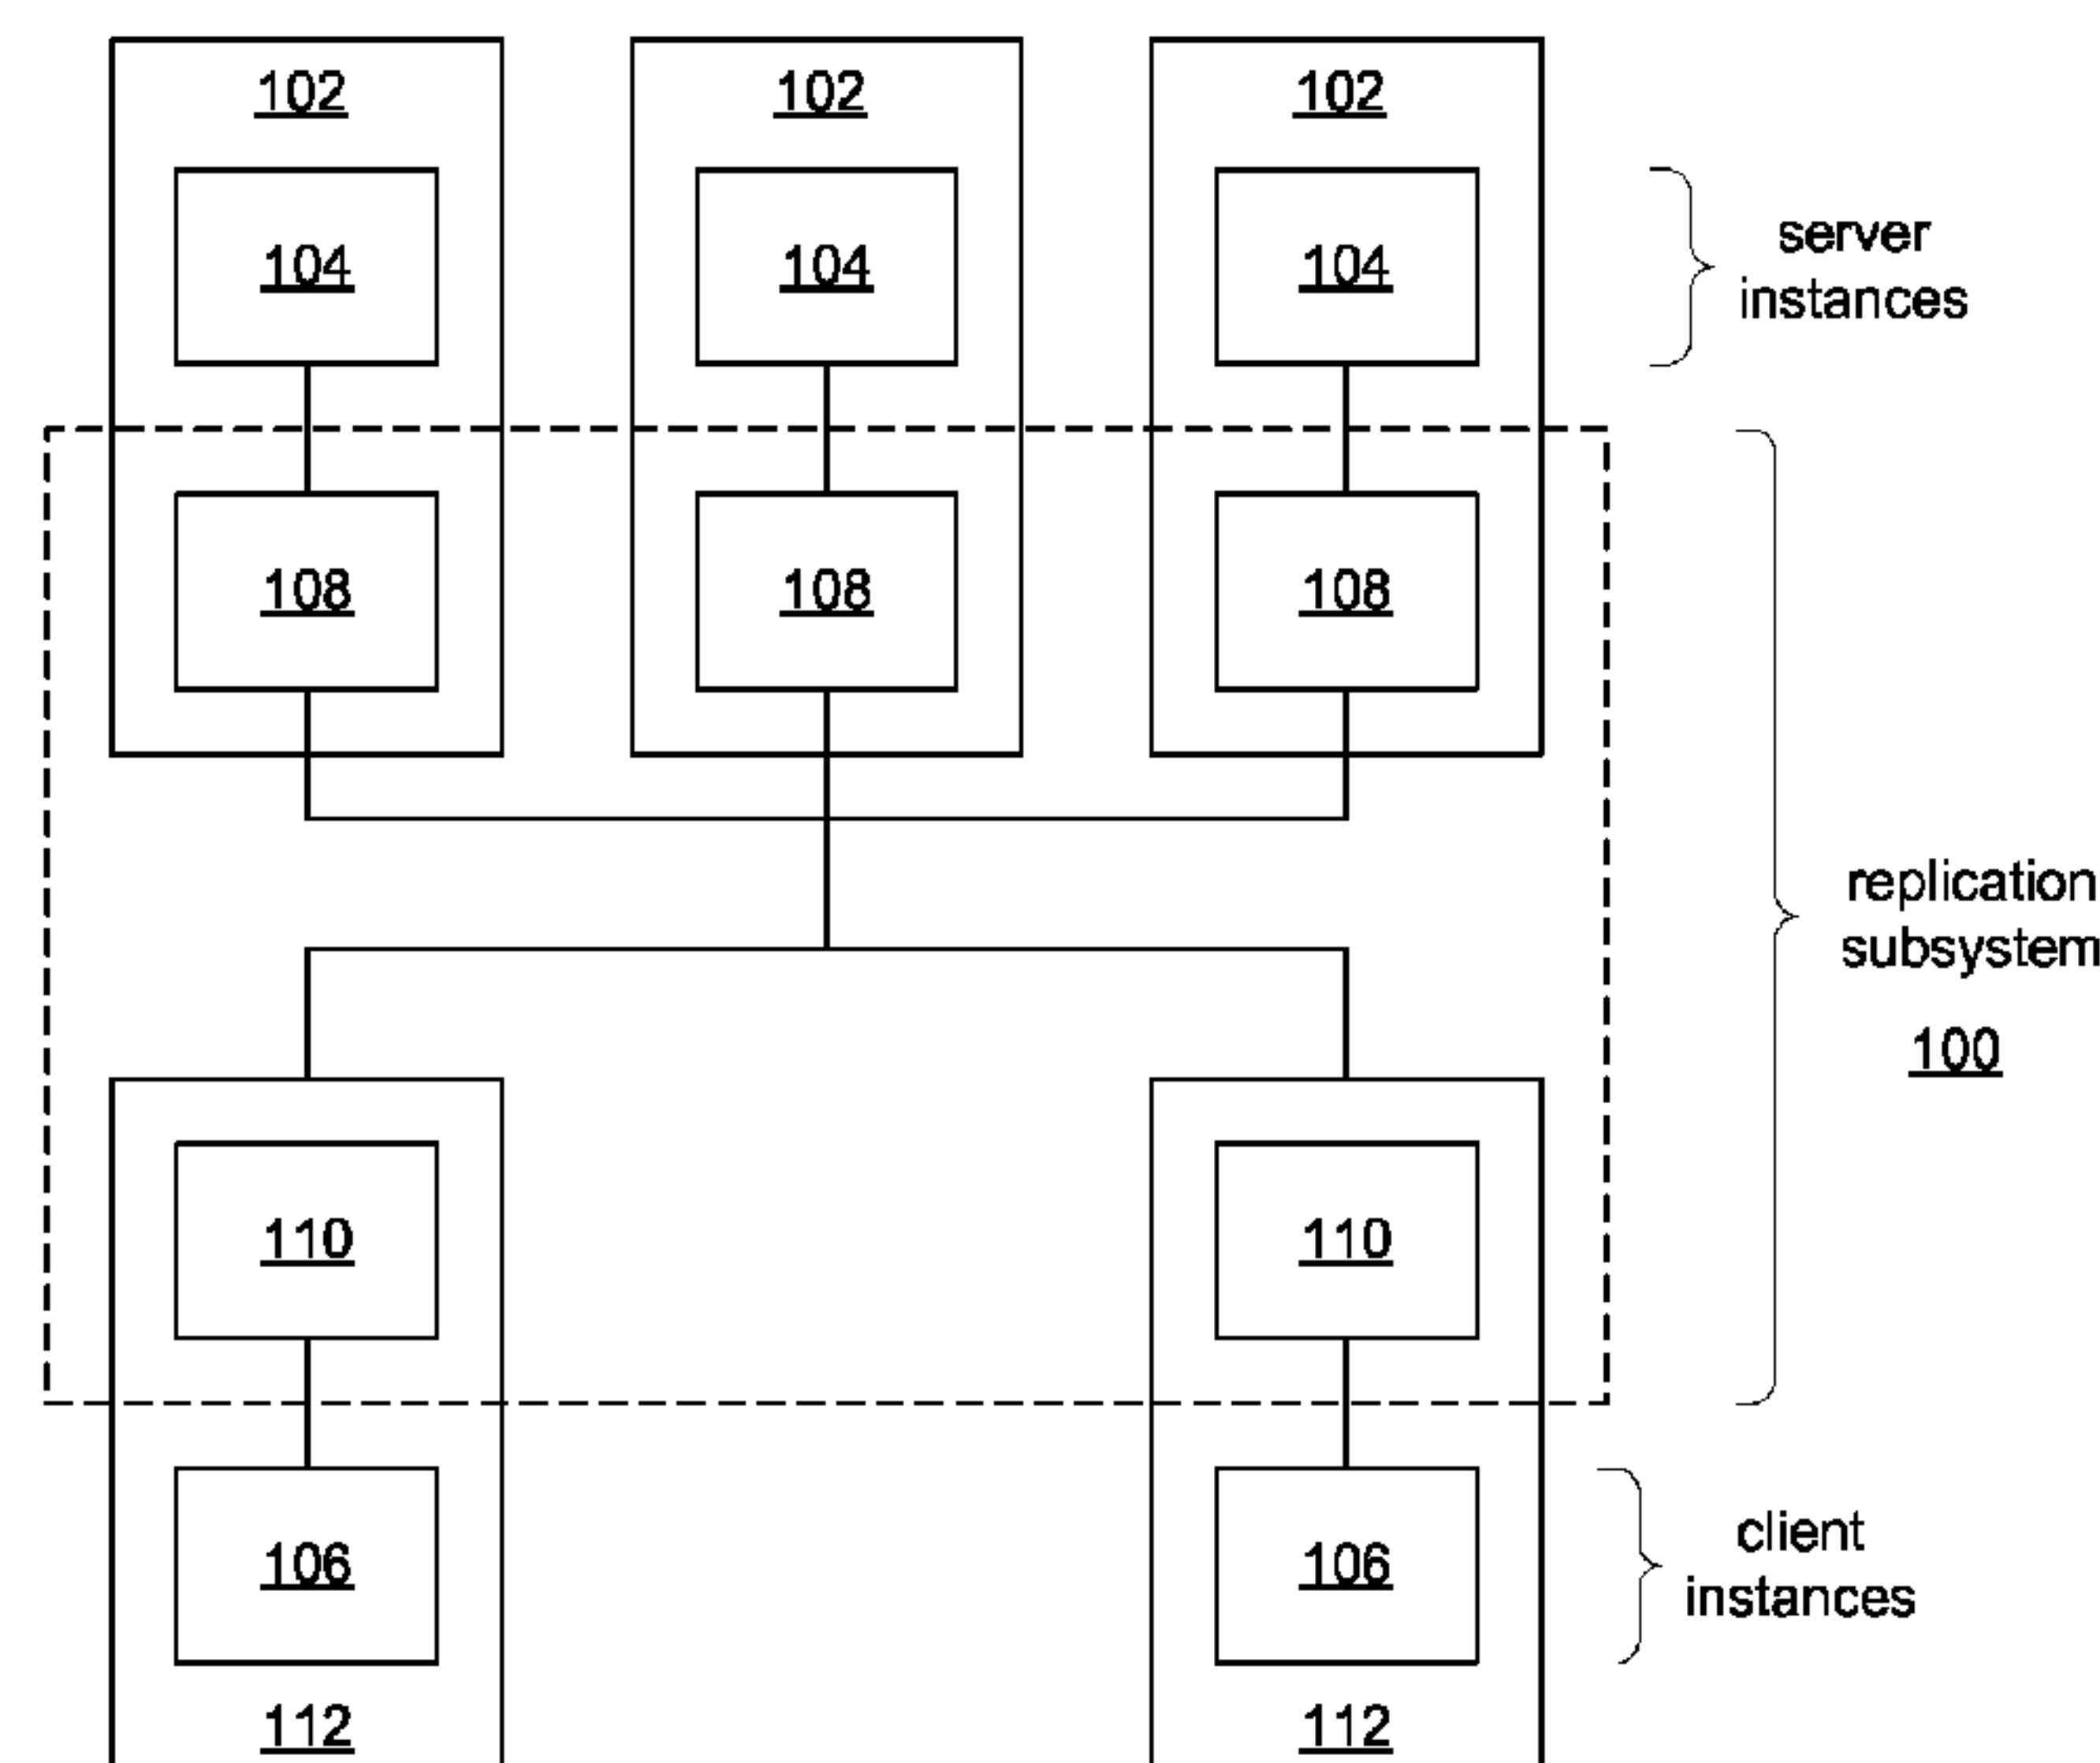 102 102 102
104 104 104
server
instances
108 108 108
replication
subsystem
100
110 110
106 106
client
instances
112 112